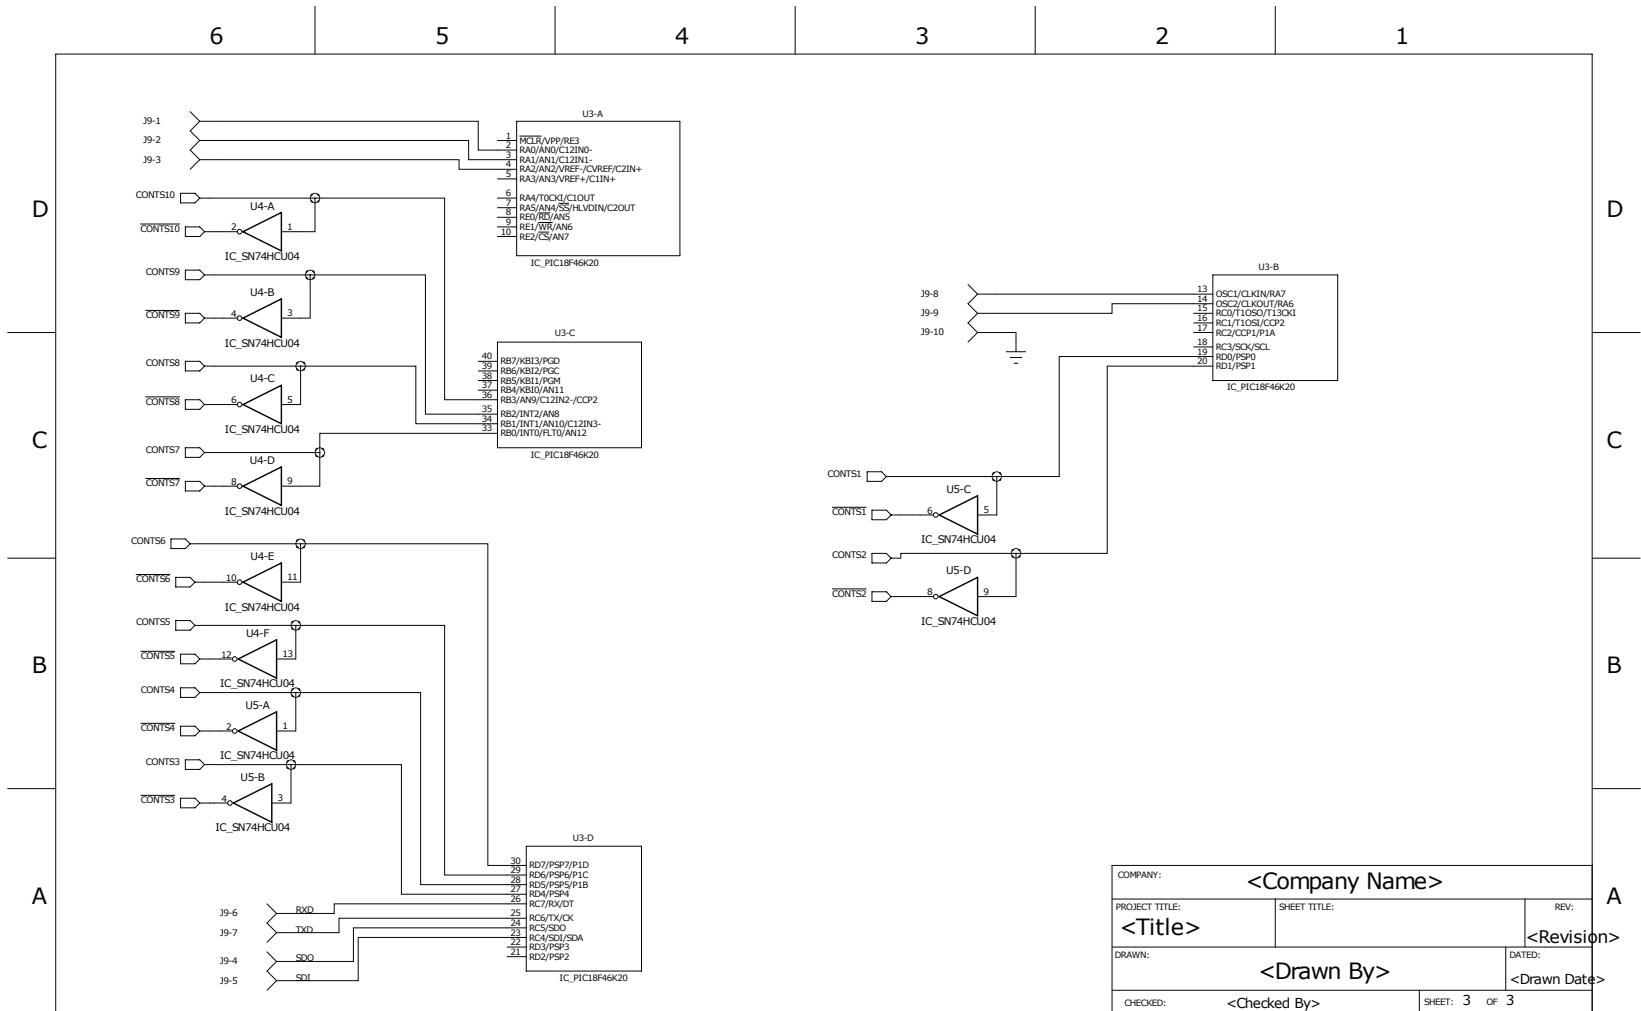 6 5 4 3 2 1
D
C
B
A
D
C
B
A
J9-1
J9-2
J9-3
CONTS10
U4-A
CONTS10
2
1
IC_SN74HCU04
CONTS9
U4-B
CONTS9
4
3
IC_SN74HCU04
CONTS8
U4-C
CONTS8
6
5
IC_SN74HCU04
CONTS7
U4-D
CONTS7
8
9
IC_SN74HCU04
CONTS6
U4-E
CONTS6
10
11
IC_SN74HCU04
CONTS5
U4-F
CONTS5
12
13
IC_SN74HCU04
CONTS4
U5-A
CONTS4
2
1
IC_SN74HCU04
CONTS3
U5-B
CONTS3
4
3
IC_SN74HCU04
J9-6 RXD
J9-7 TXD
J9-4 SDO
J9-5 SDI
U3-A
1 MCLR/VPP/RE3
2 RA0/AN0/C12IN0-
3 RA1/AN1/C12IN1-
4 RA2/AN2/VREF-/CVREF/C2IN+
5 RA3/AN3/VREF+/C1IN+
6 RA4/T0CKI/C1OUT
7 RA5/AN4/SS/HLVDIN/C2OUT
8 RE0/RD/AN5
9 RE1/WR/AN6
10 RE2/CS/AN7
IC_PIC18F46K20
U3-C
40 RB7/KBI3/PGD
39 RB6/KBI2/PGC
38 RB5/KBI1/PGM
37 RB4/KBI0/AN11
36 RB3/AN9/C12IN2-/CCP2
35 RB2/INT2/AN8
34 RB1/INT1/AN10/C12IN3-
33 RB0/INT0/FLT0/AN12
IC_PIC18F46K20
U3-D
30 RD7/PSP7/P1D
29 RD6/PSP6/P1C
28 RD5/PSP5/P1B
27 RD4/PSP4
26 RC7/RX/DT
25 RC6/TX/CK
24 RC5/SDO
23 RC4/SDI/SDA
22 RD3/PSP3
21 RD2/PSP2
IC_PIC18F46K20
J9-8
J9-9
J9-10
U3-B
13 OSC1/CLKIN/RA7
14 OSC2/CLKOUT/RA6
15 RC0/T1OSO/T13CKI
16 RC1/T1OSI/CCP2
17 RC2/CCP1/P1A
18 RC3/SCK/SCL
19 RD0/PSP0
20 RD1/PSP1
IC_PIC18F46K20
CONTS1
U5-C
CONTS1
6
5
IC_SN74HCU04
CONTS2
U5-D
CONTS2
8
9
IC_SN74HCU04
COMPANY: <Company Name>
PROJECT TITLE:
<Title>
SHEET TITLE:
REV:
<Revision>
DRAWN:
<Drawn By>
DATED:
<Drawn Date>
CHECKED: <Checked By>
SHEET: 3 OF 3